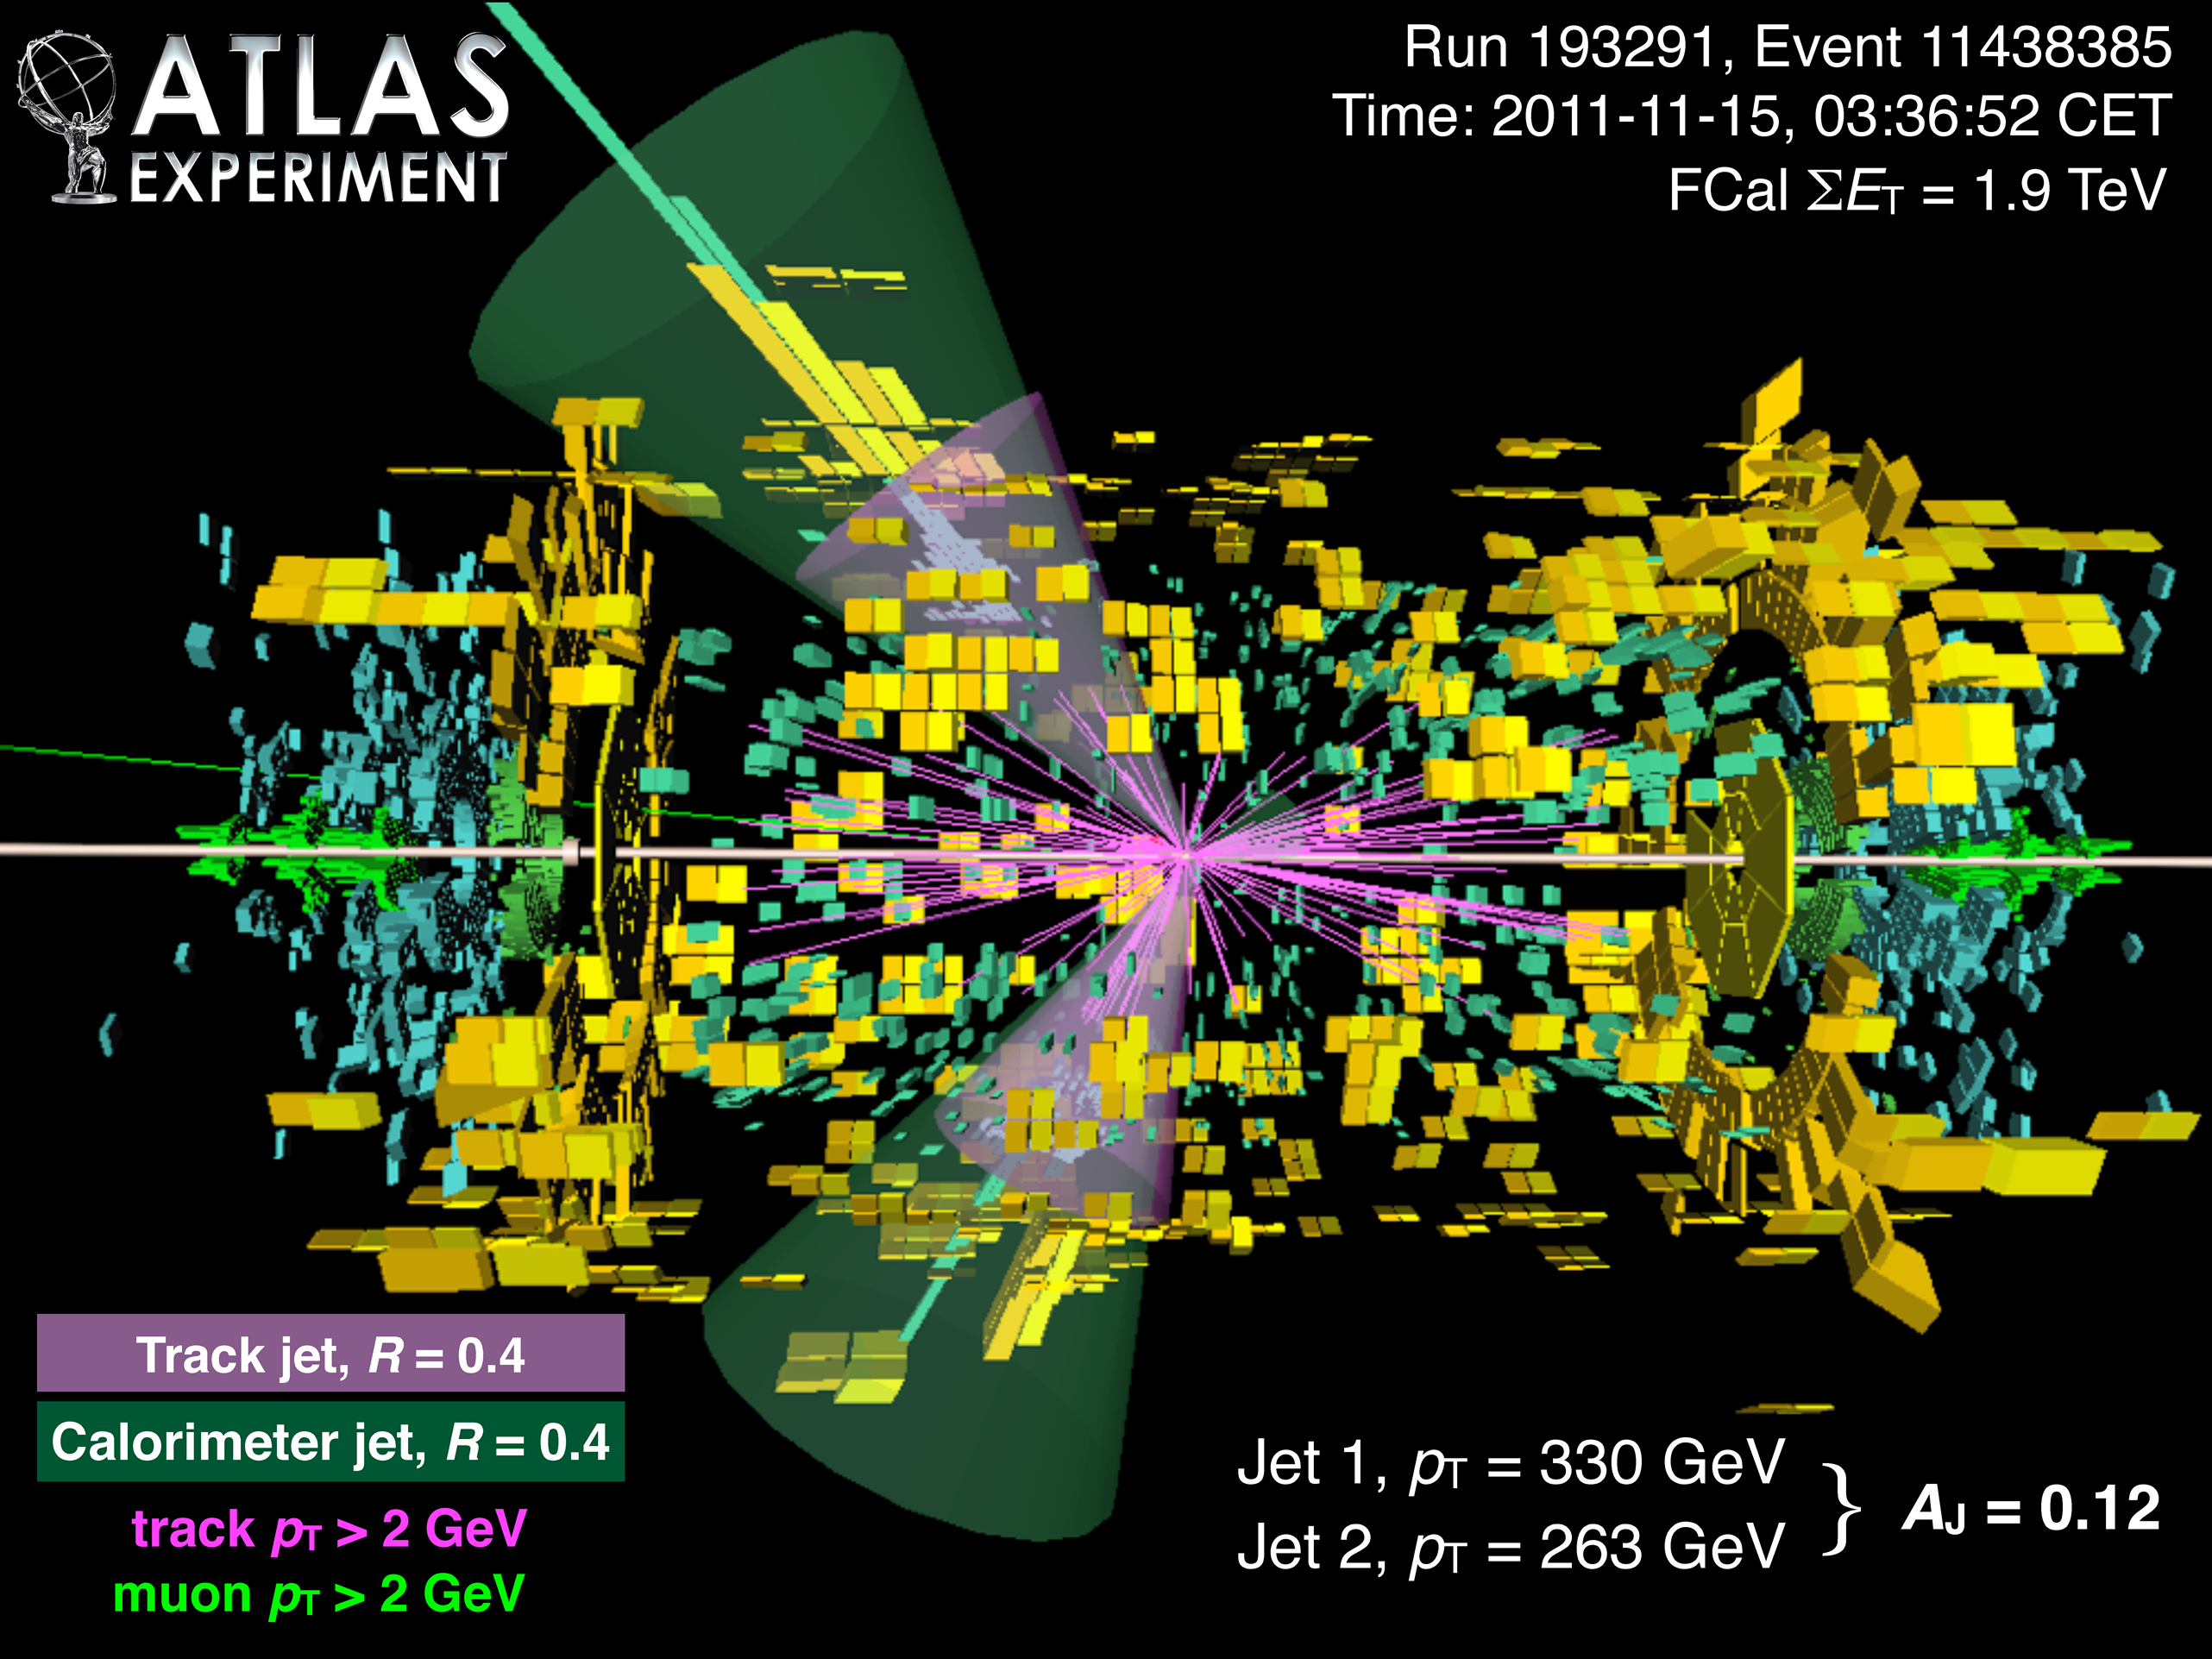 ATLAS
EXPERIMENT
Run 193291, Event 11438385
Time: 2011-11-15, 03:36:52 CET
FCal ΣET = 1.9 TeV
Track jet, R = 0.4
Calorimeter jet, R = 0.4
track pT > 2 GeV
muon pT > 2 GeV
Jet 1, pT = 330 GeV
Jet 2, pT = 263 GeV
} AJ = 0.12